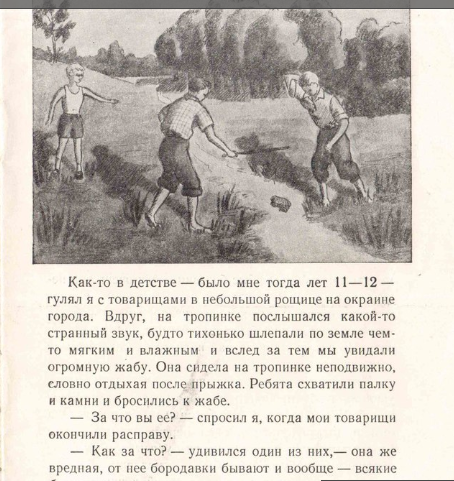 Как-то в детстве — было мне тогда лет 11—12 —
гулял я с товарищами в небольшой рощице на окраине
города. Вдруг, на тропинке послышался какой-то
странный звук, будто тихонько шлепали по земле чем-
то мягким и влажным и вслед за тем мы увидали
огромную жабу. Она сидела на тропинке неподвижно,
словно отдыхая после прыжка. Ребята схватили палку
и камни и бросились к жабе.
— За что вы ее? — спросил я, когда мои товарищи
окончили расправу.
— Как за что? — удивился один из них,— она же
вредная, от нее бородавки бывают и вообще — всякие